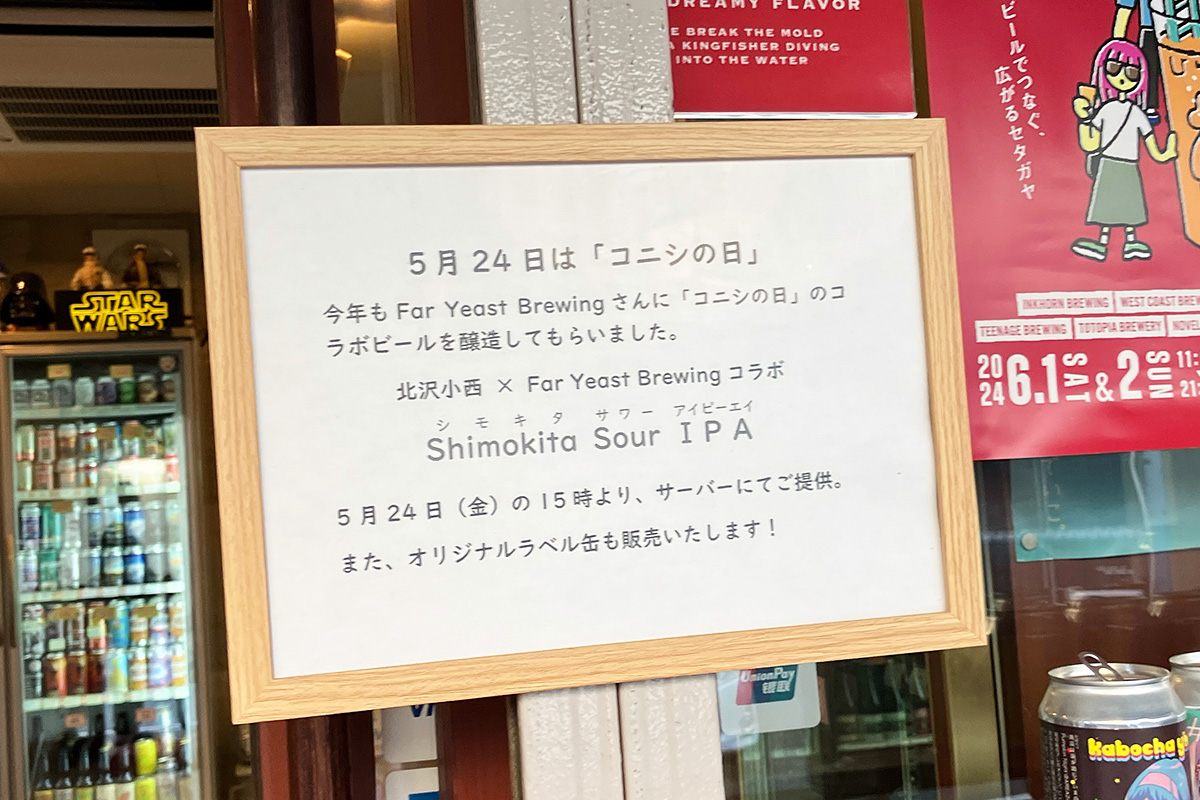 5月24日は「コニシの日」
今年も Far Yeast Brewing さんに「コニシの日」のコ
ラボビールを醸造してもらいました。
北沢小西 × Far Yeast Brewing コラボ
シモキタ サワー アイピーエイ
Shimokita Sour IPA
5月24日（金）の15時より、サーバーにてご提供。
また、オリジナルラベル缶も販売いたします！
STAR
WARS
DREAMY FLAVOR
BREAK THE MOLD
KINGFISHER DIVING
INTO THE WATER
ビールでつなぐ、
広がるセタガヤ
INKHORN BREWING WEST COAST
TEENAGE BREWING TOTOPIA BREWERY
2024 6.1 SAT & 2 SUN 11:
UnionPay
银联
kabocha